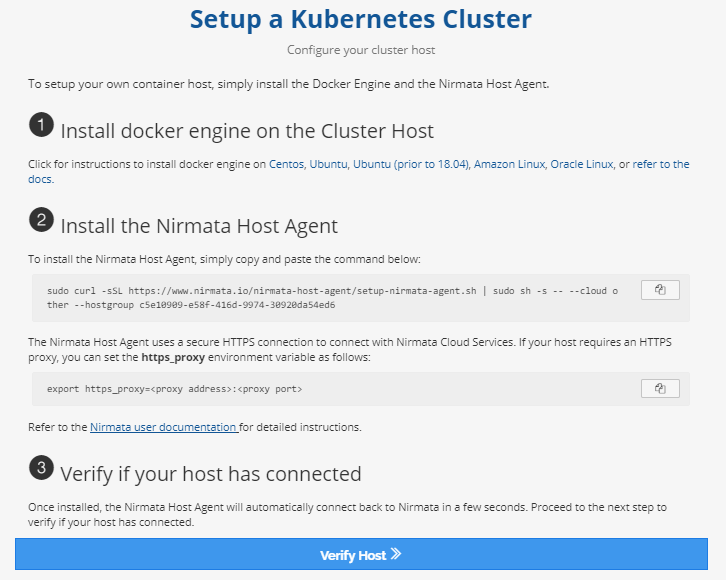 Setup a Kubernetes Cluster
Configure your cluster host
To setup your own container host, simply install the Docker Engine and the Nirmata Host Agent.
1 Install docker engine on the Cluster Host
Click for instructions to install docker engine on Centos, Ubuntu, Ubuntu (prior to 18.04), Amazon Linux, Oracle Linux, or refer to the
docs.
2 Install the Nirmata Host Agent
To install the Nirmata Host Agent, simply copy and paste the command below:
sudo curl -sSL https://www.nirmata.io/nirmata-host-agent/setup-nirmata-agent.sh | sudo sh -s -- --cloud o
ther --hostgroup c5e10909-e58f-416d-9974-30920da54ed6
The Nirmata Host Agent uses a secure HTTPS connection to connect with Nirmata Cloud Services. If your host requires an HTTPS
proxy, you can set the https_proxy environment variable as follows:
export https_proxy=<proxy address>:<proxy port>
Refer to the Nirmata user documentation for detailed instructions.
3 Verify if your host has connected
Once installed, the Nirmata Host Agent will automatically connect back to Nirmata in a few seconds. Proceed to the next step to
verify if your host has connected.
Verify Host »